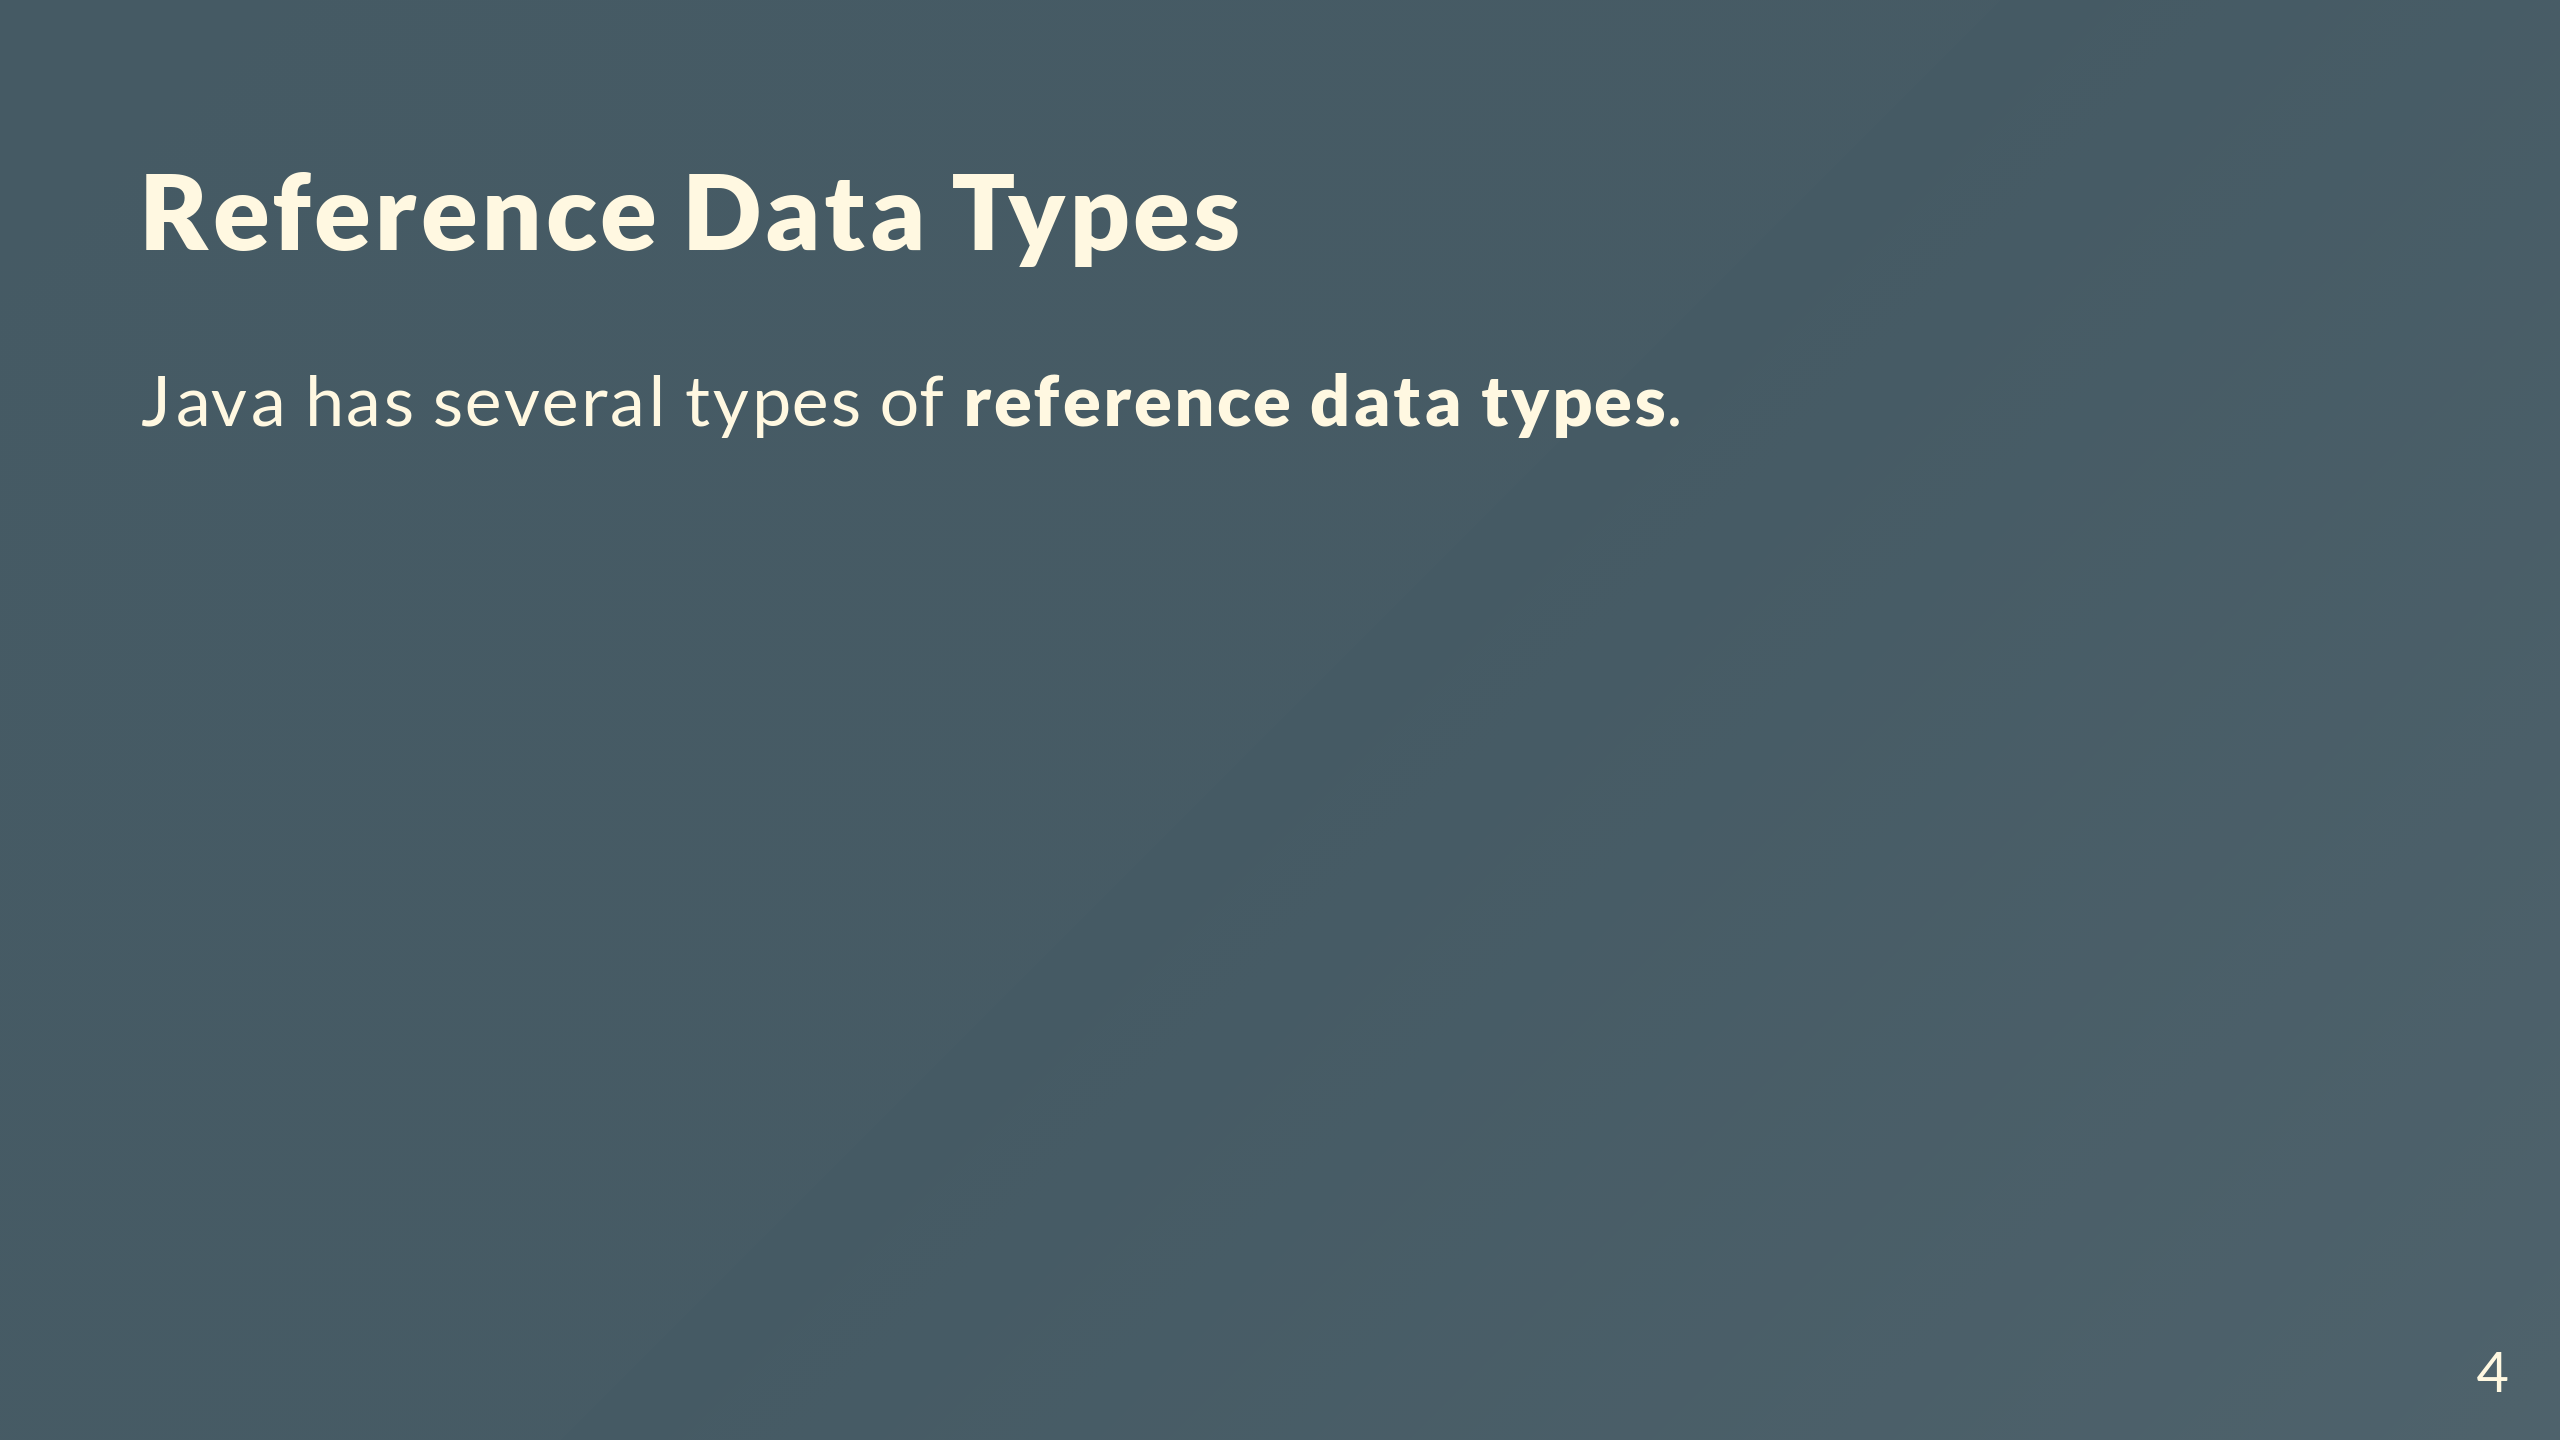 Reference Data Types
Java has several types of reference data types.
4